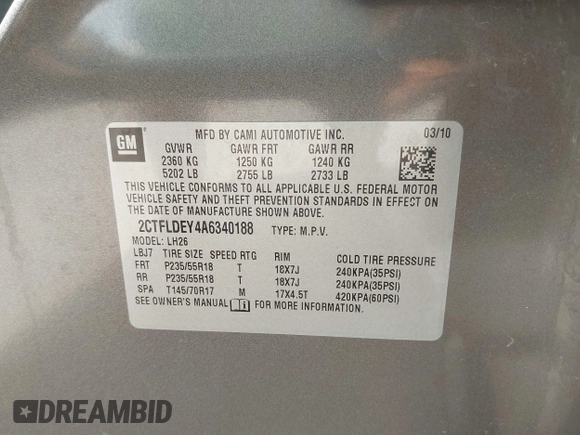 GM
MFD BY CAMI AUTOMOTIVE INC. 03/10
GVWR GAWR FRT GAWR RR
2360 KG 1250 KG 1240 KG
5202 LB 2755 LB 2733 LB
THIS VEHICLE CONFORMS TO ALL APPLICABLE U.S. FEDERAL MOTOR
VEHICLE SAFETY AND THEFT PREVENTION STANDARDS IN EFFECT ON
THE DATE OF MANUFACTURE SHOWN ABOVE.
2CTFLDEY4A6340188 TYPE: M.P.V.
MODEL: LH26
LBJ7 TIRE SIZE SPEED RTG RIM COLD TIRE PRESSURE
FRT P235/55R18 T 18X7J 240KPA(35PSI)
RR P235/55R18 T 18X7J 240KPA(35PSI)
SPA T145/70R17 M 17X4.5T 420KPA(60PSI)
SEE OWNER'S MANUAL FOR MORE INFORMATION.
DREAMBID